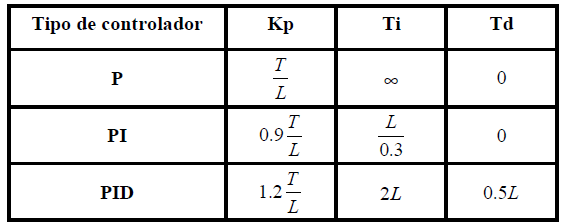 Tipo de controlador Kp Ti Td
P T/L ∞ 0
PI 0.9 T/L L/0.3 0
PID 1.2 T/L 2L 0.5L